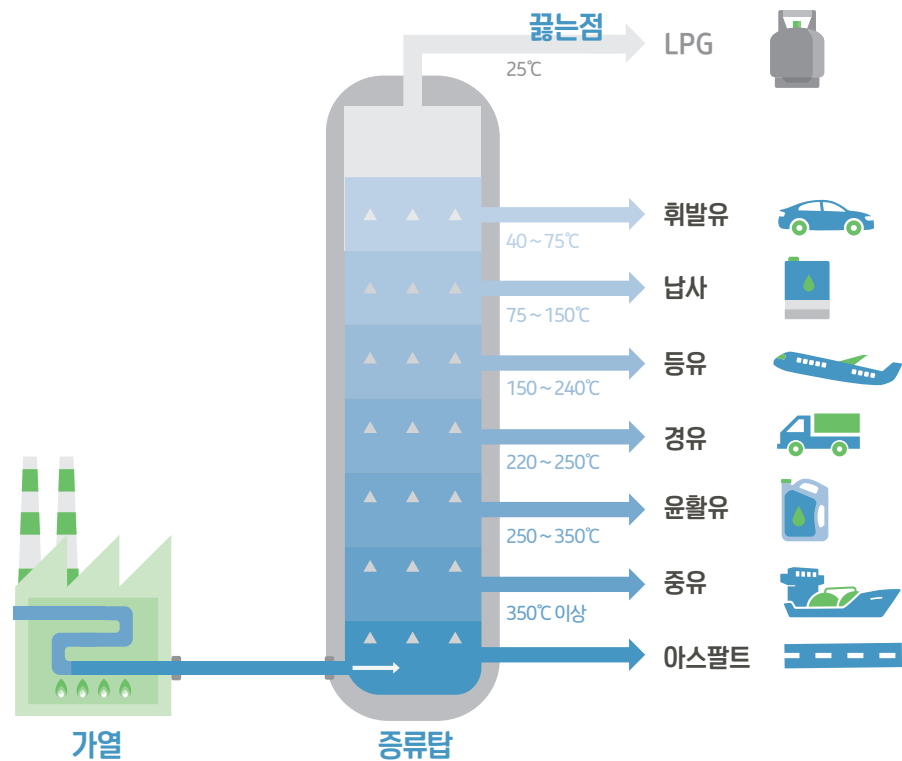 끓는점
LPG
25℃
휘발유
40~75℃
납사
75~150℃
등유
150~240℃
경유
220~250℃
윤활유
250~350℃
중유
350℃ 이상
아스팔트
가열
증류탑